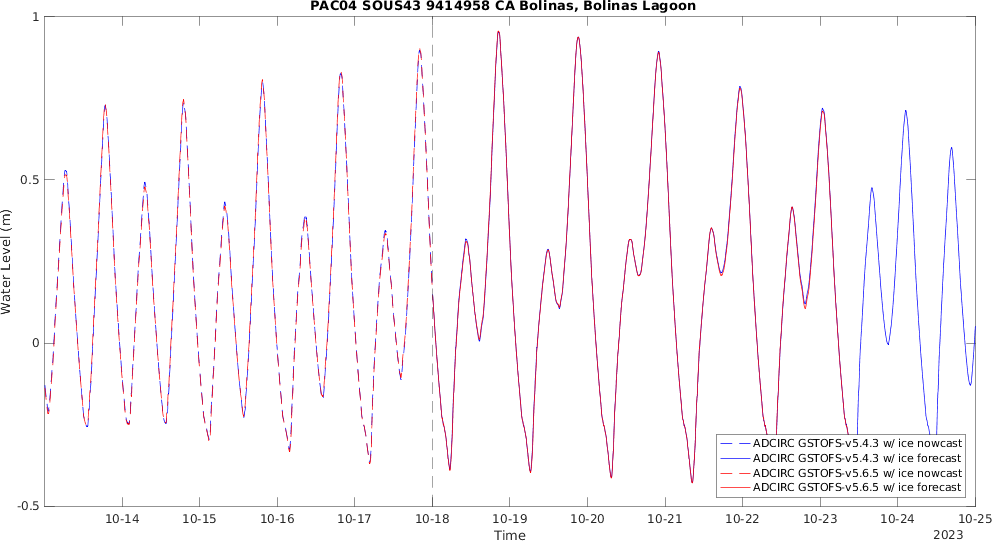 PAC04 SOUS43 9414958 CA Bolinas, Bolinas Lagoon
1
0.5
0
-0.5
Water Level (m)
ADCIRC GSTOFS-v5.4.3 w/ ice nowcast
ADCIRC GSTOFS-v5.4.3 w/ ice forecast
ADCIRC GSTOFS-v5.6.5 w/ ice nowcast
ADCIRC GSTOFS-v5.6.5 w/ ice forecast
10-14 10-15 10-16 10-17 10-18 10-19 10-20 10-21 10-22 10-23 10-24 10-25
Time
2023